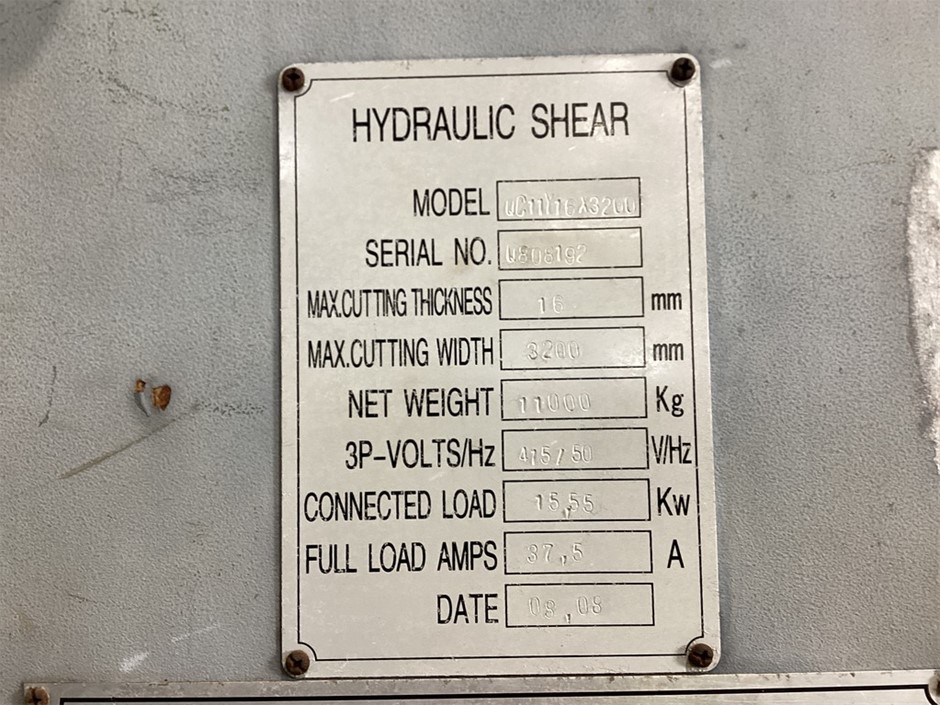 HYDRAULIC SHEAR
MODEL QC11Y16X3200
SERIAL NO. Q808192
MAX.CUTTING THICKNESS 16 mm
MAX.CUTTING WIDTH 3200 mm
NET WEIGHT 11000 Kg
3P-VOLTS/Hz 415/50 V/Hz
CONNECTED LOAD 15,55 Kw
FULL LOAD AMPS 37,5 A
DATE 08,08